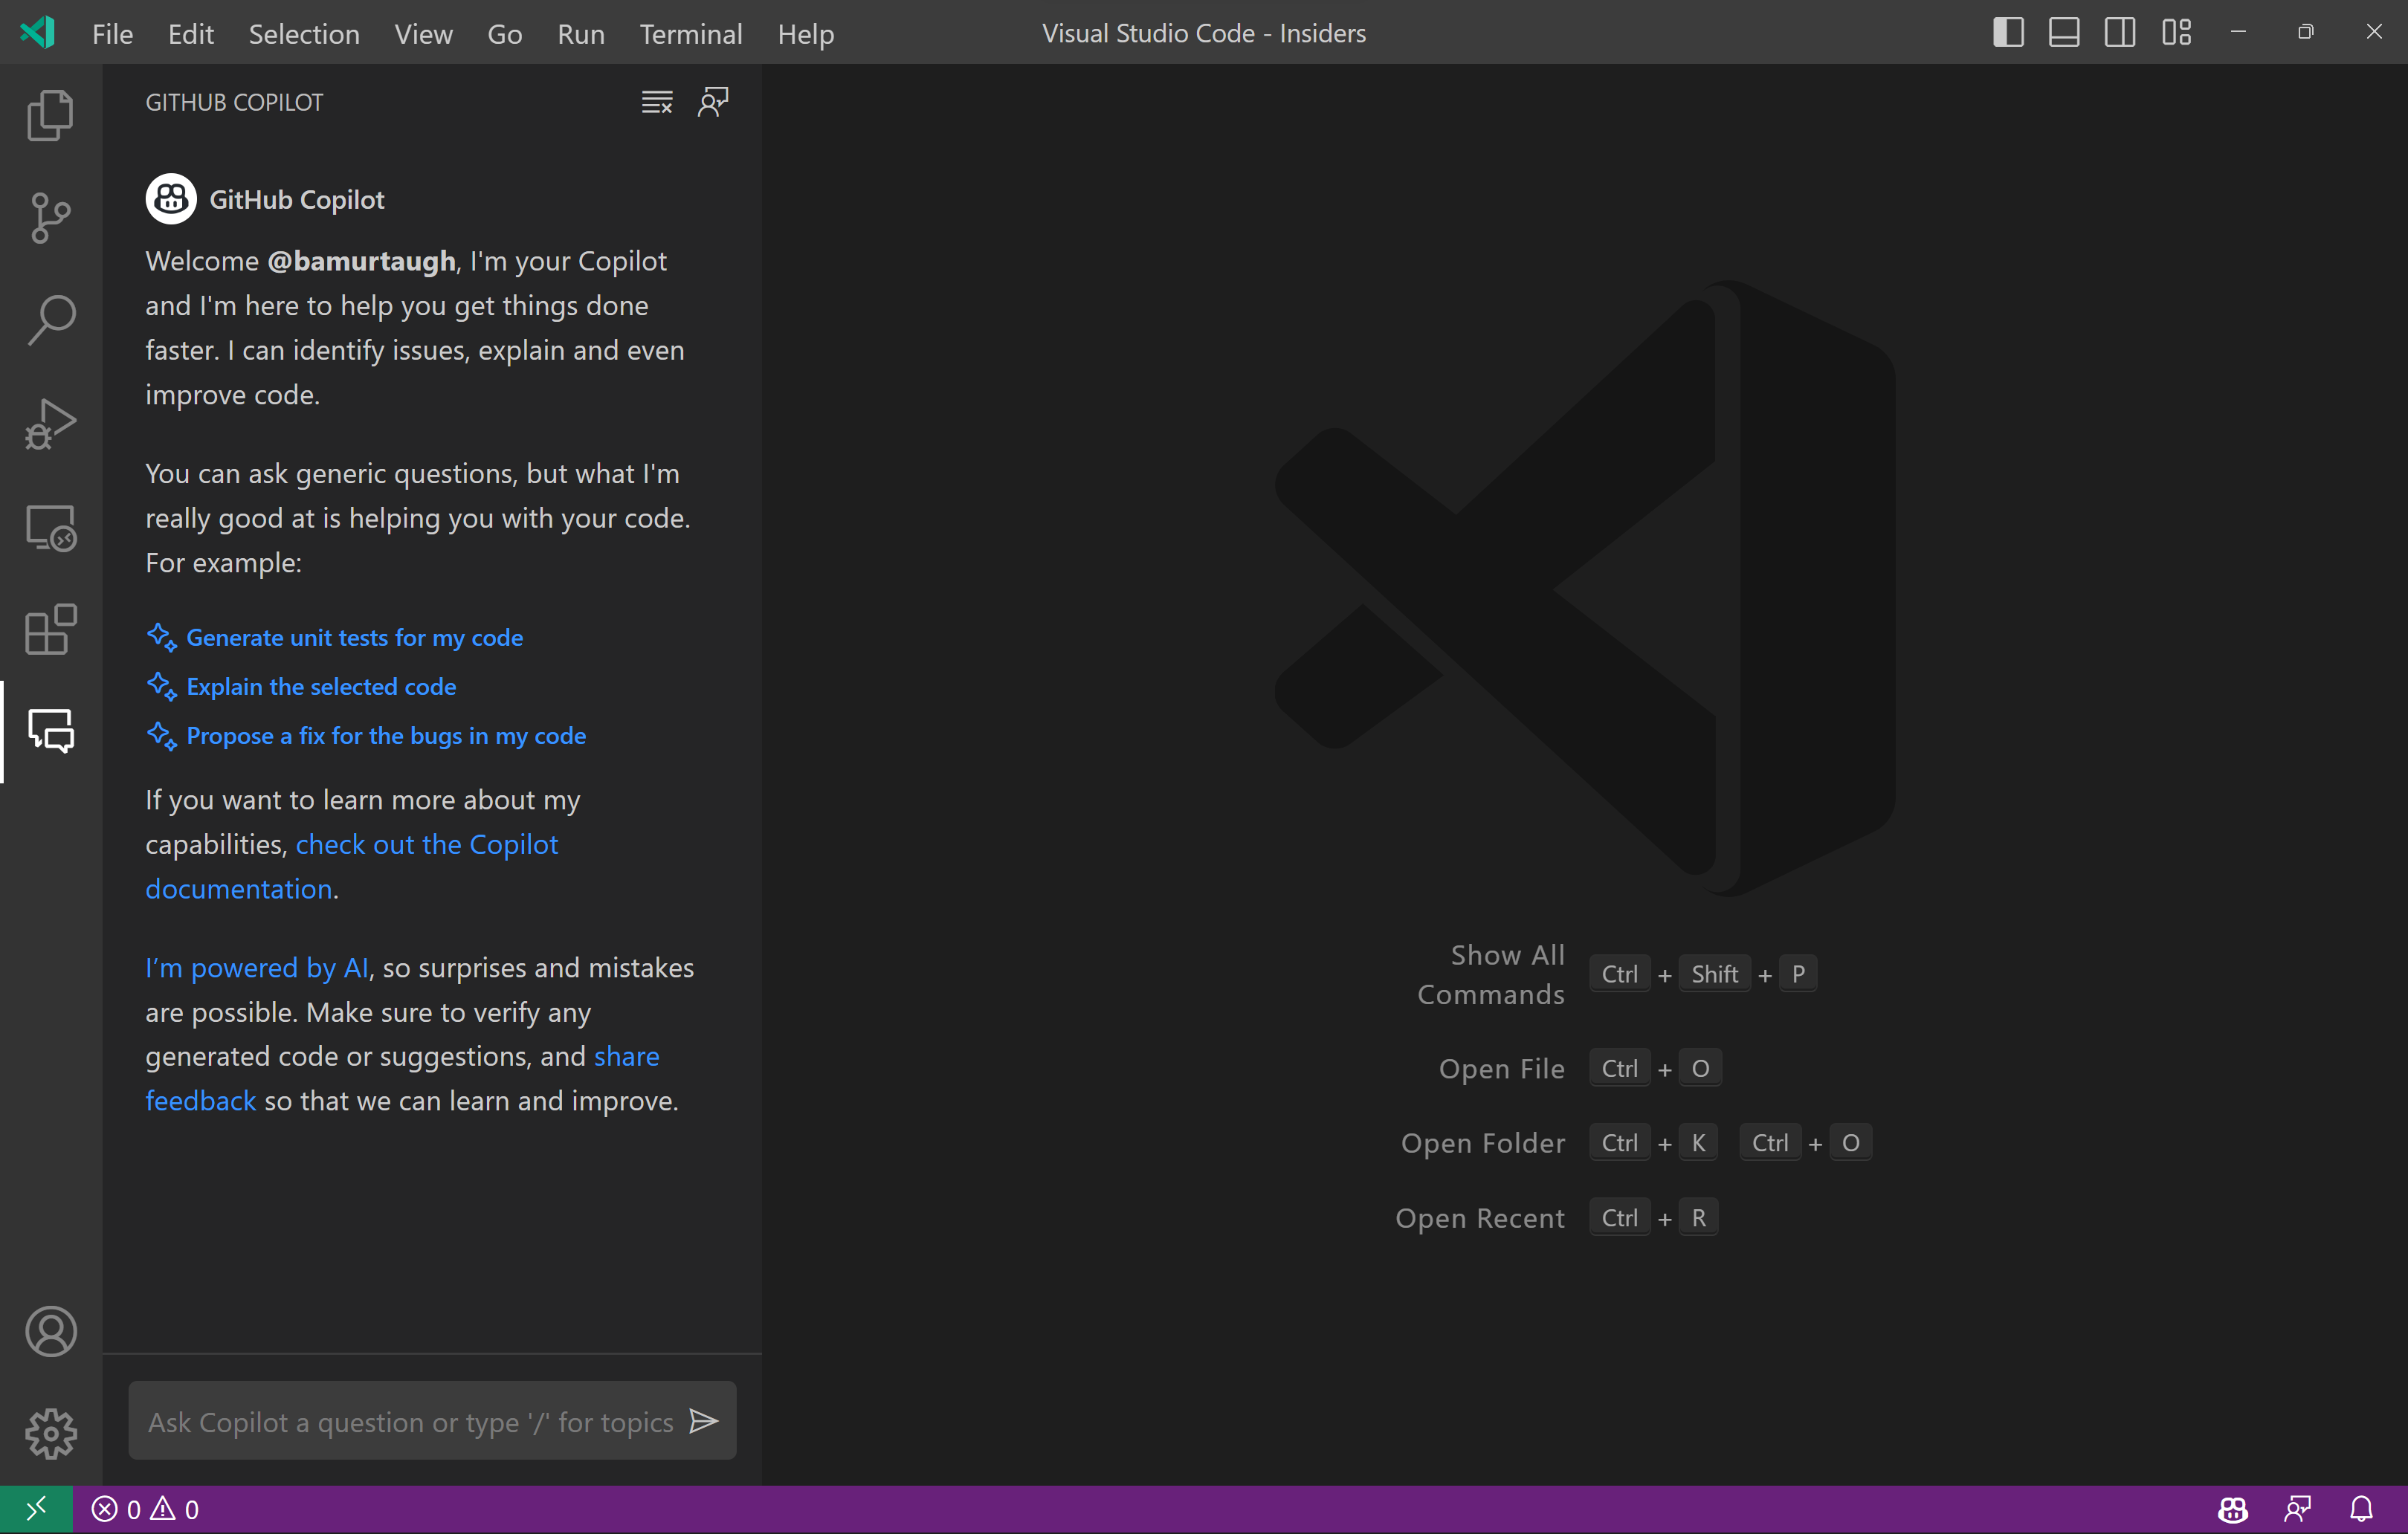 File Edit Selection View Go Run Terminal Help
Visual Studio Code - Insiders
GITHUB COPILOT
GitHub Copilot
Welcome @bamurtaugh, I'm your Copilot
and I'm here to help you get things done
faster. I can identify issues, explain and even
improve code.
You can ask generic questions, but what I'm
really good at is helping you with your code.
For example:
Generate unit tests for my code
Explain the selected code
Propose a fix for the bugs in my code
If you want to learn more about my
capabilities, check out the Copilot
documentation.
I’m powered by AI, so surprises and mistakes
are possible. Make sure to verify any
generated code or suggestions, and share
feedback so that we can learn and improve.
Ask Copilot a question or type '/' for topics
Show All
Commands
Ctrl + Shift + P
Open File Ctrl + O
Open Folder Ctrl + K Ctrl + O
Open Recent Ctrl + R
0 0